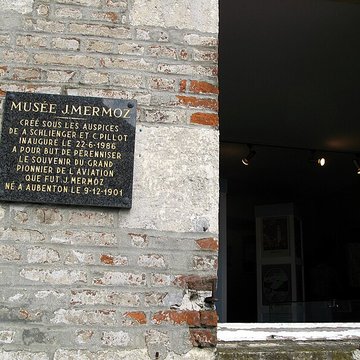 MUSÉE J.MERMOZ
CRÉÉ SOUS LES AUSPICES
DE A SCHLIENGER ET C PILLOT
INAUGURÉ LE 22-6-1986
A POUR BUT DE PERENNISER
LE SOUVENIR DU GRAND
PIONNIER DE L'AVIATION
QUE FUT J.MERMOZ
NÉ A AUBENTON LE 9-12-1901